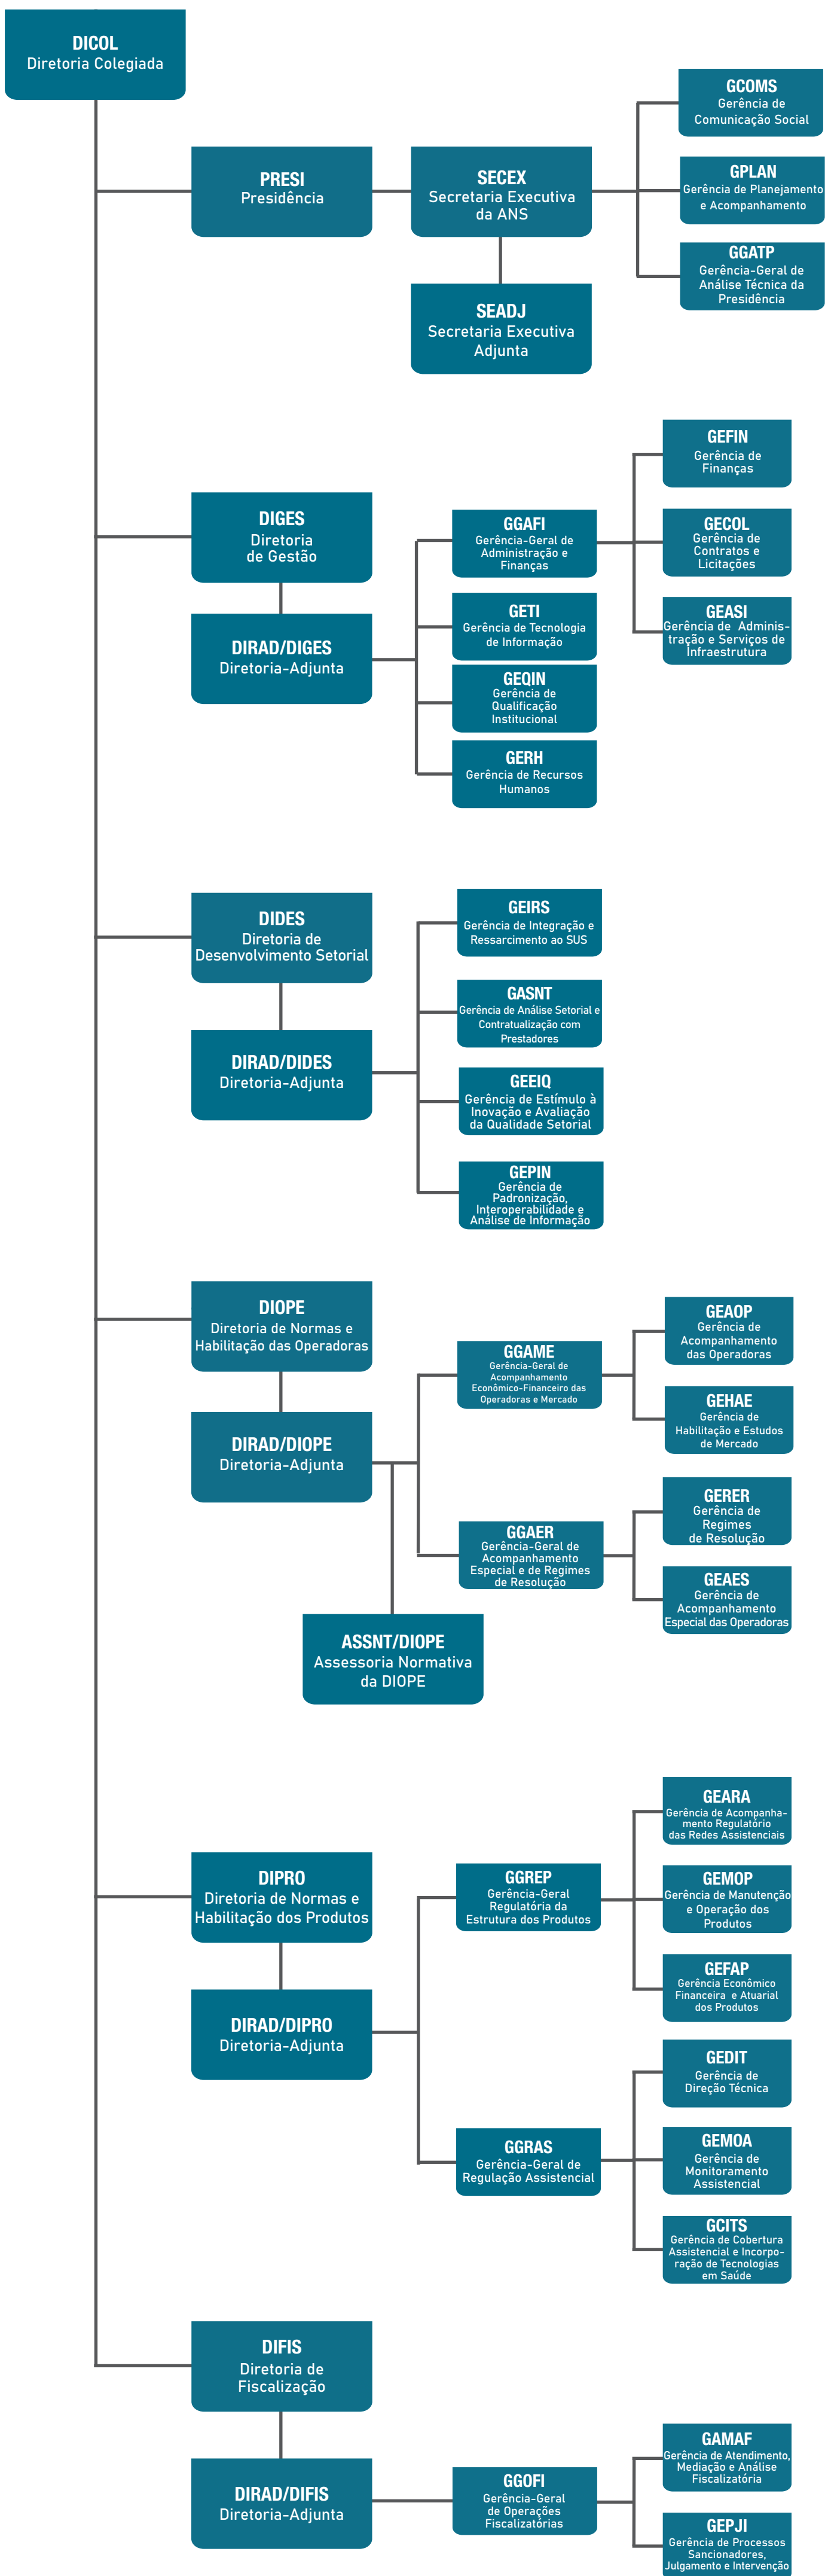 DICOL
Diretoria Colegiada
PRESI
Presidência
SECEX
Secretaria Executiva
da ANS
SEADJ
Secretaria Executiva
Adjunta
GCOMS
Gerência de
Comunicação Social
GPLAN
Gerência de Planejamento
e Acompanhamento
GGATP
Gerência-Geral de
Análise Técnica da
Presidência
DIGES
Diretoria
de Gestão
DIRAD/DIGES
Diretoria-Adjunta
GGAFI
Gerência-Geral de
Administração e
Finanças
GETI
Gerência de Tecnologia
de Informação
GEQIN
Gerência de
Qualificação
Institucional
GERH
Gerência de Recursos
Humanos
GEFIN
Gerência de
Finanças
GECOL
Gerência de
Contratos e
Licitações
GEASI
Gerência de Adminis-
tração e Serviços de
Infraestrutura
DIDES
Diretoria de
Desenvolvimento Setorial
DIRAD/DIDES
Diretoria-Adjunta
GEIRS
Gerência de Integração e
Ressarcimento ao SUS
GASNT
Gerência de Análise Setorial e
Contratualização com
Prestadores
GEEIQ
Gerência de Estímulo à
Inovação e Avaliação
da Qualidade Setorial
GEPIN
Gerência de
Padronização,
Interoperabilidade e
Análise de Informação
DIOPE
Diretoria de Normas e
Habilitação das Operadoras
DIRAD/DIOPE
Diretoria-Adjunta
GGAME
Gerência-Geral de
Acompanhamento
Econômico-Financeiro das
Operadoras e Mercado
GGAER
Gerência-Geral de
Acompanhamento
Especial e de Regimes
de Resolução
ASSNT/DIOPE
Assessoria Normativa
da DIOPE
GEAOP
Gerência de
Acompanhamento
das Operadoras
GEHAE
Gerência de
Habilitação e Estudos
de Mercado
GERER
Gerência de
Regimes
de Resolução
GEAES
Gerência de
Acompanhamento
Especial das Operadoras
DIPRO
Diretoria de Normas e
Habilitação dos Produtos
DIRAD/DIPRO
Diretoria-Adjunta
GGREP
Gerência-Geral
Regulatória da
Estrutura dos Produtos
GGRAS
Gerência-Geral de
Regulação Assistencial
GEARA
Gerência de Acompanha-
mento Regulatório
das Redes Assistenciais
GEMOP
Gerência de Manutenção
e Operação dos
Produtos
GEFAP
Gerência Econômico
Financeira e Atuarial
dos Produtos
GEDIT
Gerência de
Direção Técnica
GEMOA
Gerência de
Monitoramento
Assistencial
GCITS
Gerência de Cobertura
Assistencial e Incorpo-
ração de Tecnologias
em Saúde
DIFIS
Diretoria de
Fiscalização
DIRAD/DIFIS
Diretoria-Adjunta
GGOFI
Gerência-Geral
de Operações
Fiscalizatórias
GAMAF
Gerência de Atendimento,
Mediação e Análise
Fiscalizatória
GEPJI
Gerência de Processos
Sancionadores,
Julgamento e Intervenção